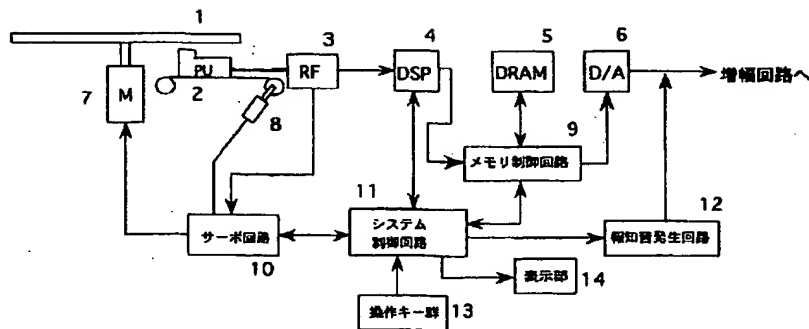 1
PU
2
3
RF
4
DSP
5
DRAM
6
D/A
増幅回路へ
M
7
8
9
メモリ制御回路
11
システム
制御回路
サーボ回路
10
12
報知音発生回路
表示部
14
操作キー群
13